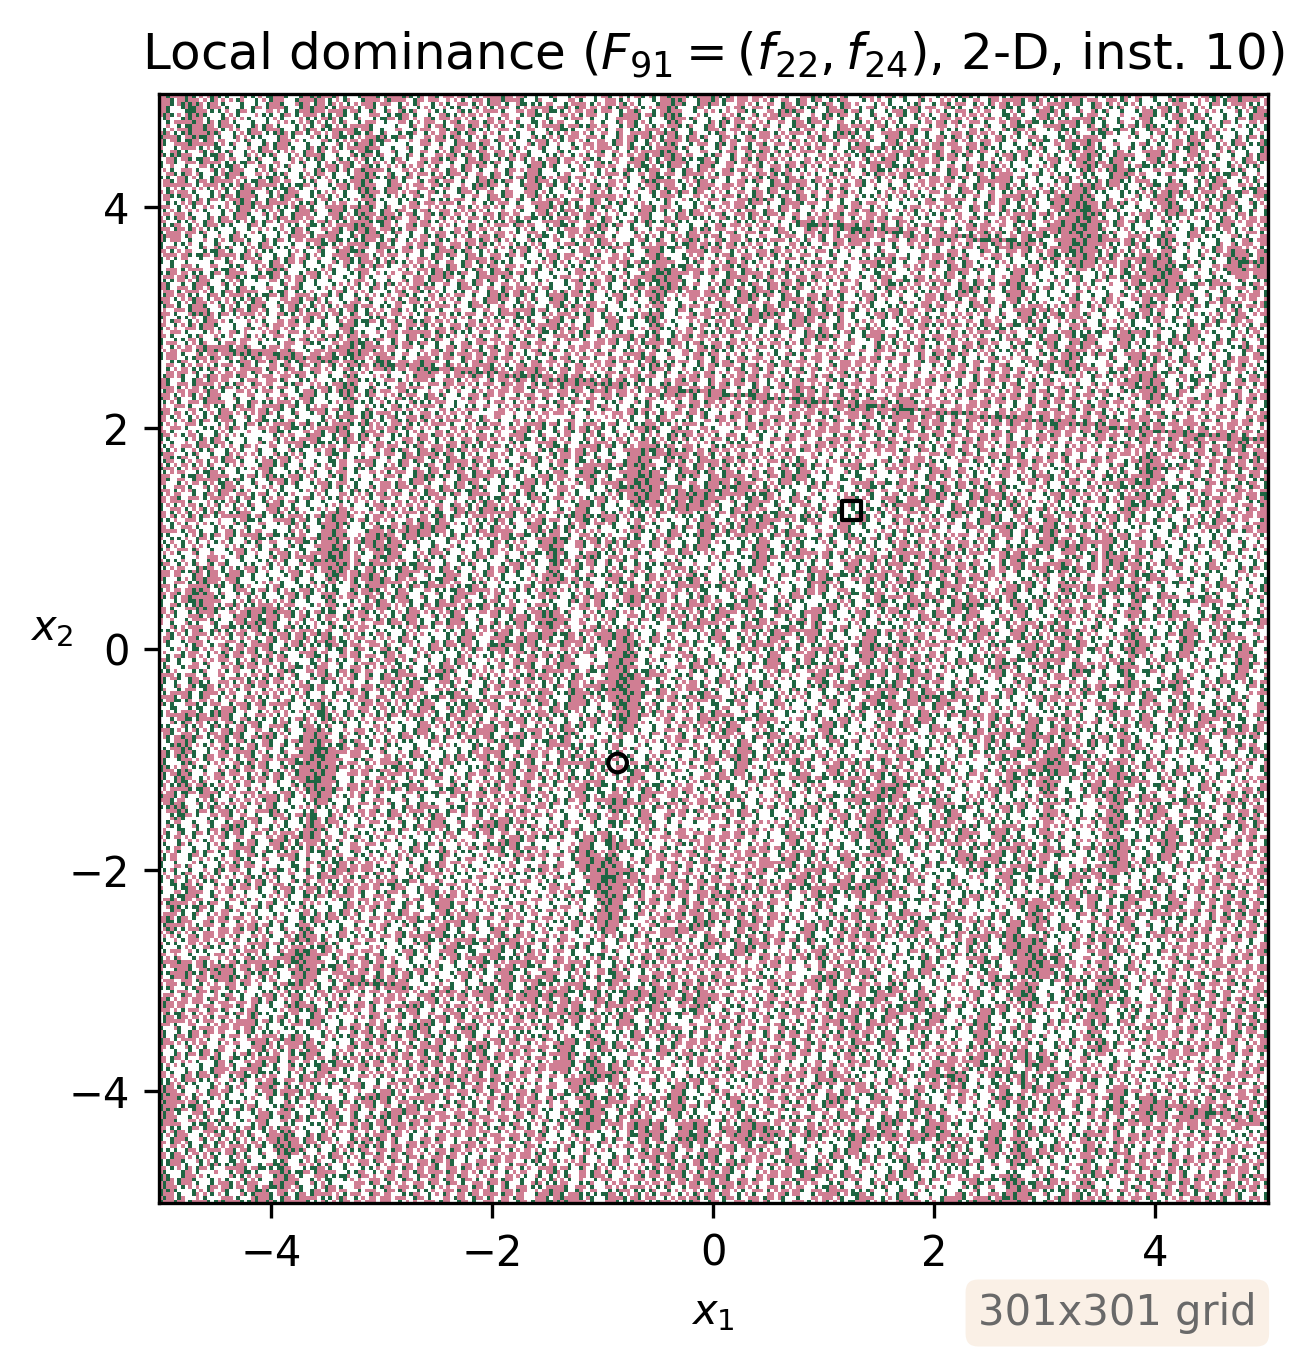 Local dominance (F₉₁ = (f₂₂, f₂₄), 2-D, inst. 10)
4
2
0
−2
−4
x₂
−4 −2 0 2 4
x₁
301x301 grid